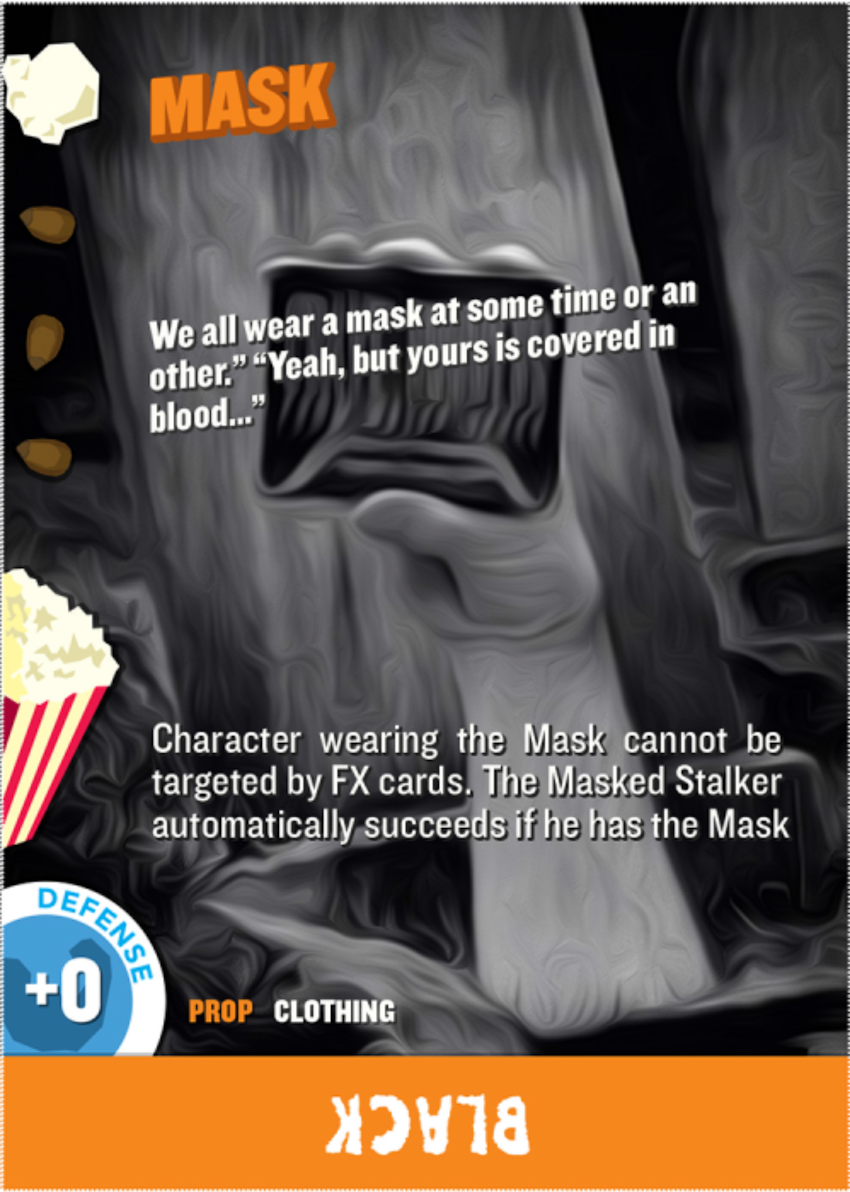 MASK
We all wear a mask at some time or an
other.” “Yeah, but yours is covered in
blood...”
Character wearing the Mask cannot be
targeted by FX cards. The Masked Stalker
automatically succeeds if he has the Mask
DEFENSE
+0
PROP CLOTHING
BLACK